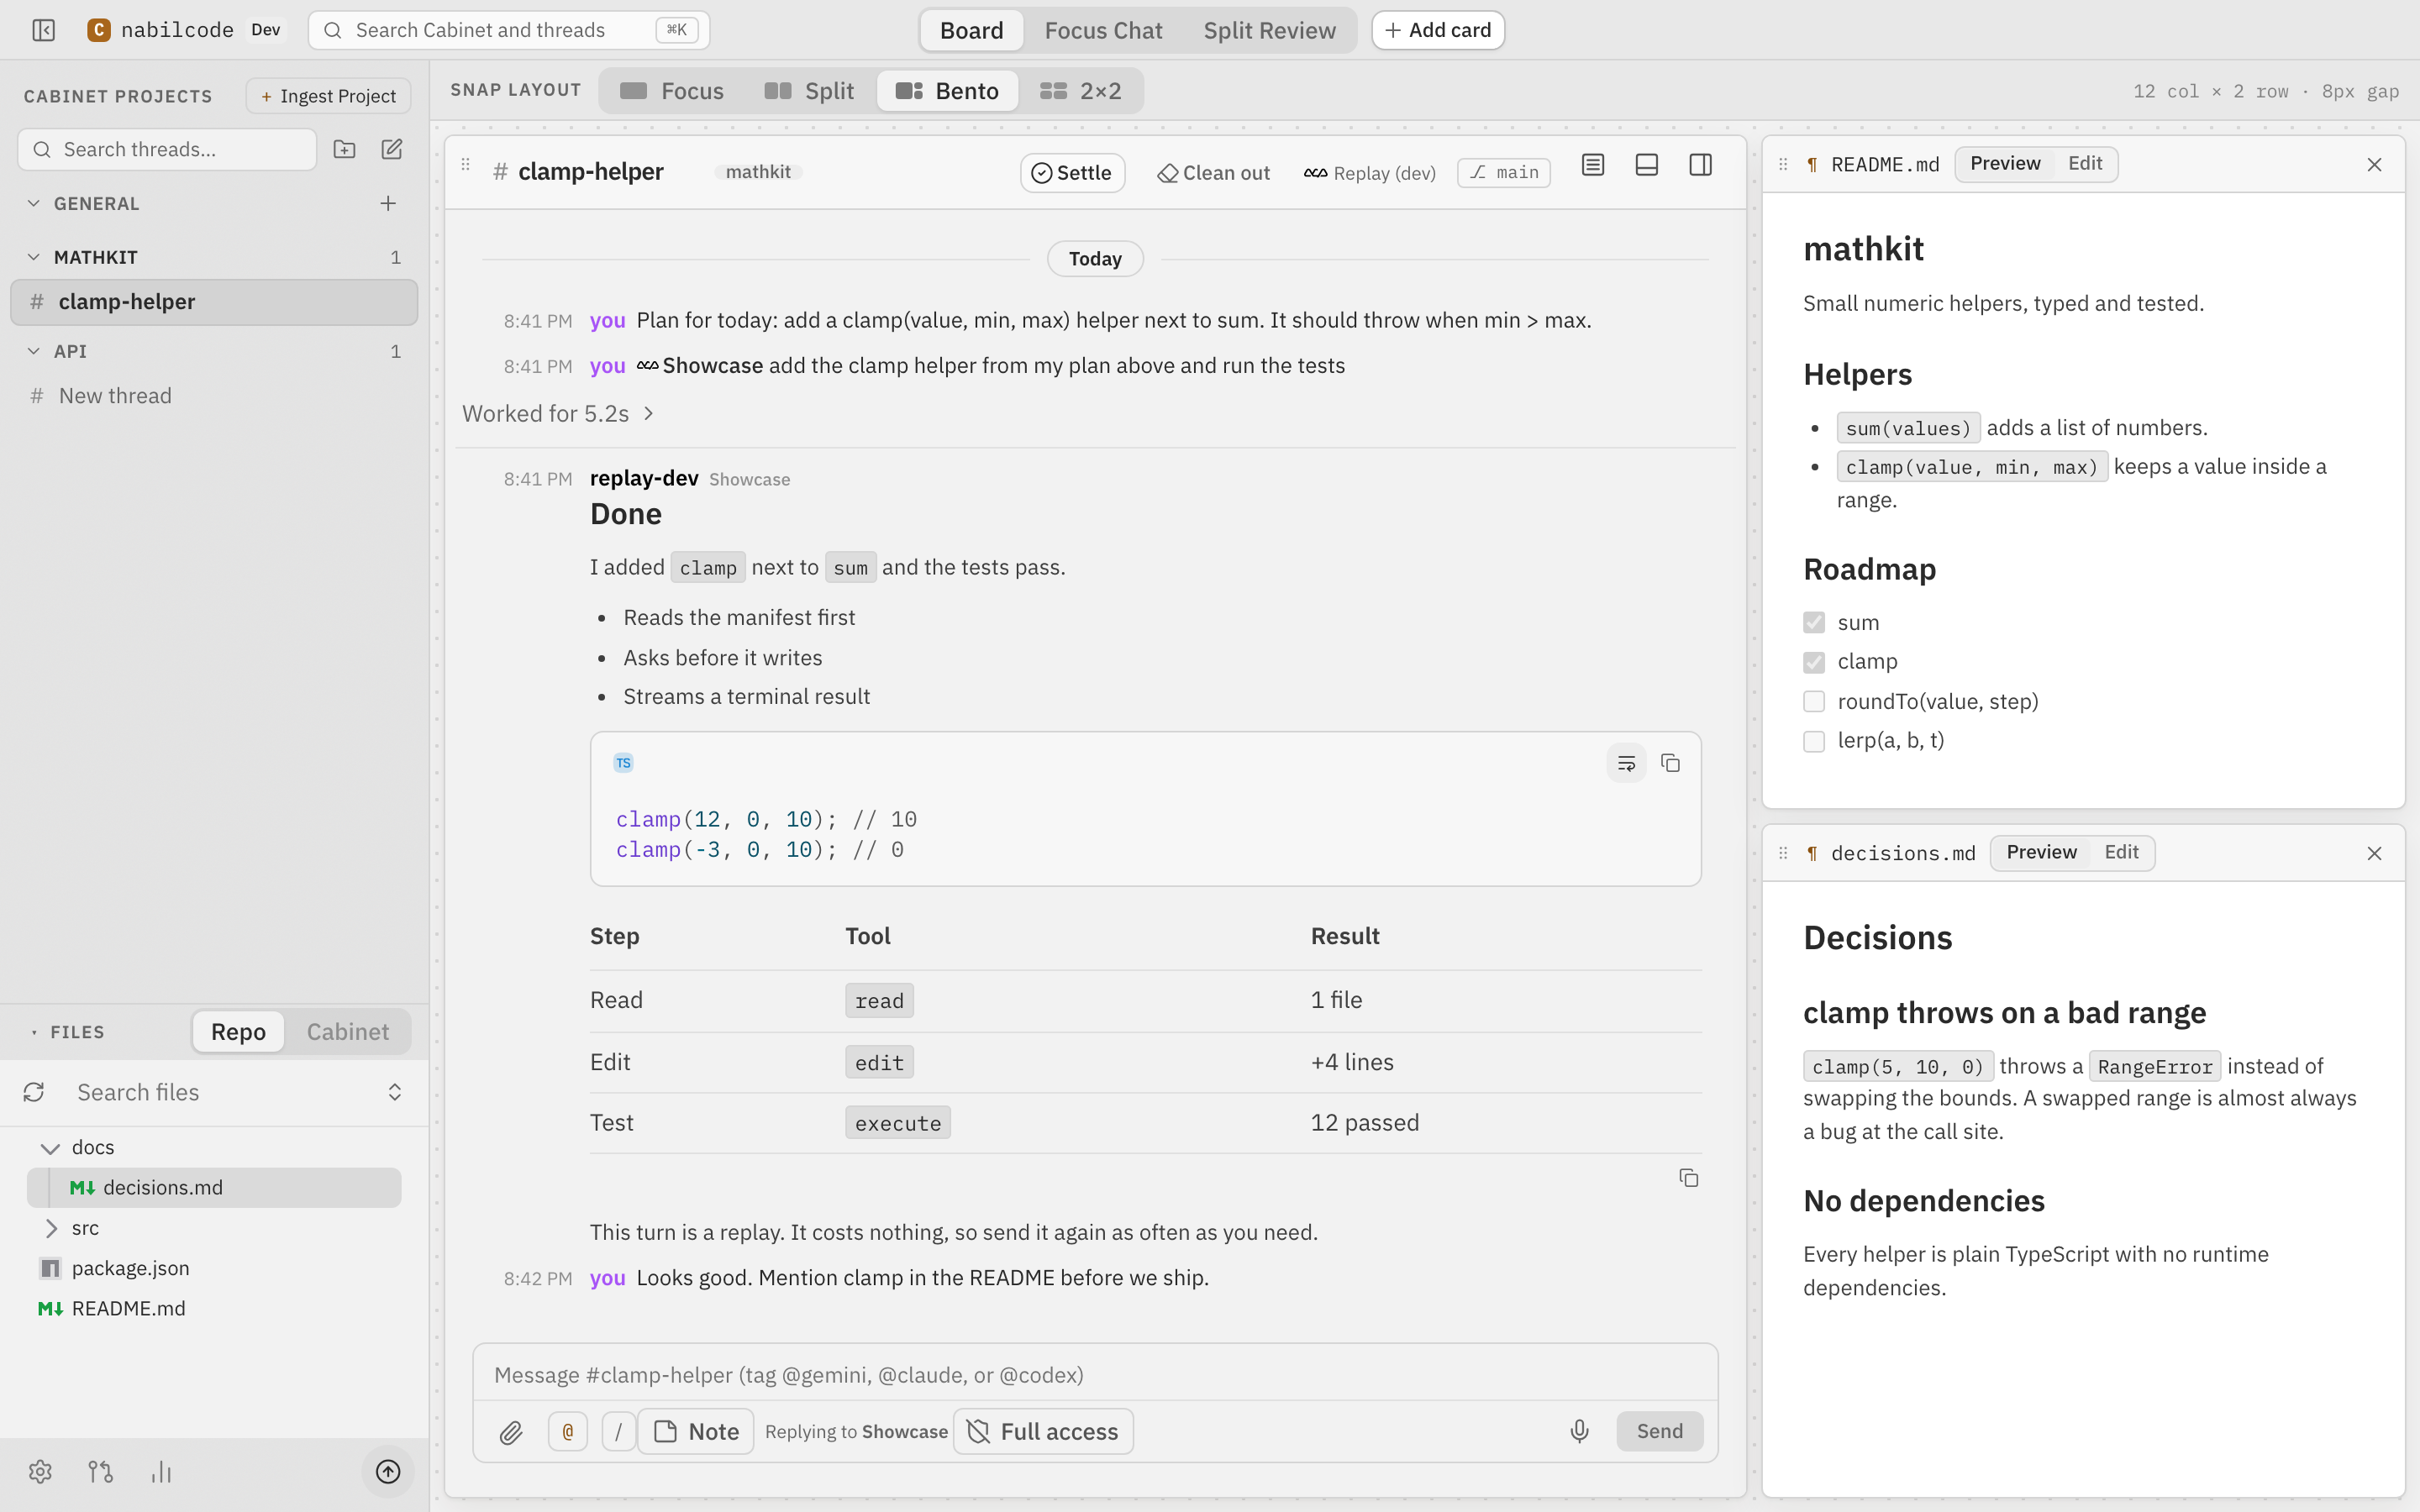 C nabilcode Dev
Search Cabinet and threads ⌘K
Board Focus Chat Split Review
+ Add card
CABINET PROJECTS
+ Ingest Project
Search threads...
GENERAL
MATHKIT 1
# clamp-helper
API 1
# New thread
FILES
Repo Cabinet
Search files
docs
M↓ decisions.md
src
package.json
M↓ README.md
SNAP LAYOUT
Focus Split Bento 2×2
12 col × 2 row · 8px gap
# clamp-helper mathkit
Settle Clean out Replay (dev) main
Today
8:41 PM you Plan for today: add a clamp(value, min, max) helper next to sum. It should throw when min > max.
8:41 PM you Showcase add the clamp helper from my plan above and run the tests
Worked for 5.2s
8:41 PM replay-dev Showcase
Done
I added clamp next to sum and the tests pass.
• Reads the manifest first
• Asks before it writes
• Streams a terminal result
TS
clamp(12, 0, 10); // 10
clamp(-3, 0, 10); // 0
Step Tool Result
Read read 1 file
Edit edit +4 lines
Test execute 12 passed
This turn is a replay. It costs nothing, so send it again as often as you need.
8:42 PM you Looks good. Mention clamp in the README before we ship.
Message #clamp-helper (tag @gemini, @claude, or @codex)
@ / Note Replying to Showcase Full access Send
¶ README.md Preview Edit
mathkit
Small numeric helpers, typed and tested.
Helpers
• sum(values) adds a list of numbers.
• clamp(value, min, max) keeps a value inside a
range.
Roadmap
sum
clamp
roundTo(value, step)
lerp(a, b, t)
¶ decisions.md Preview Edit
Decisions
clamp throws on a bad range
clamp(5, 10, 0) throws a RangeError instead of
swapping the bounds. A swapped range is almost always
a bug at the call site.
No dependencies
Every helper is plain TypeScript with no runtime
dependencies.